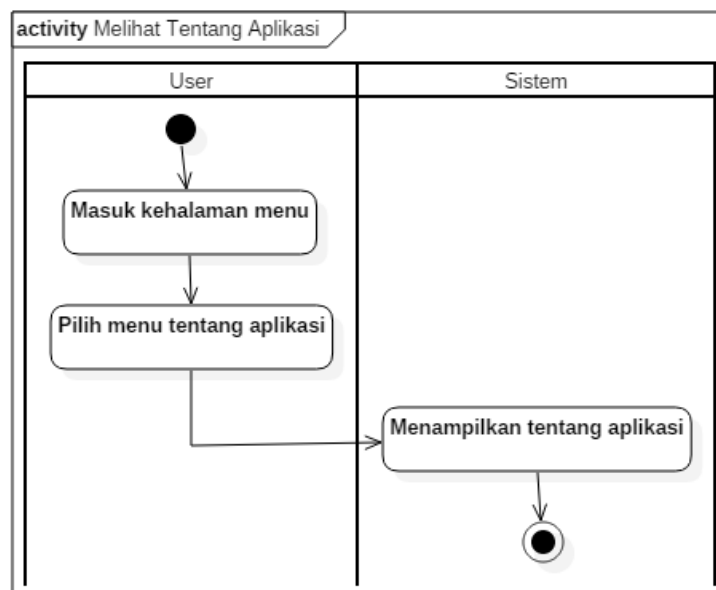 activity Melihat Tentang Aplikasi
User
Sistem
Masuk kehalaman menu
Pilih menu tentang aplikasi
Menampilkan tentang aplikasi